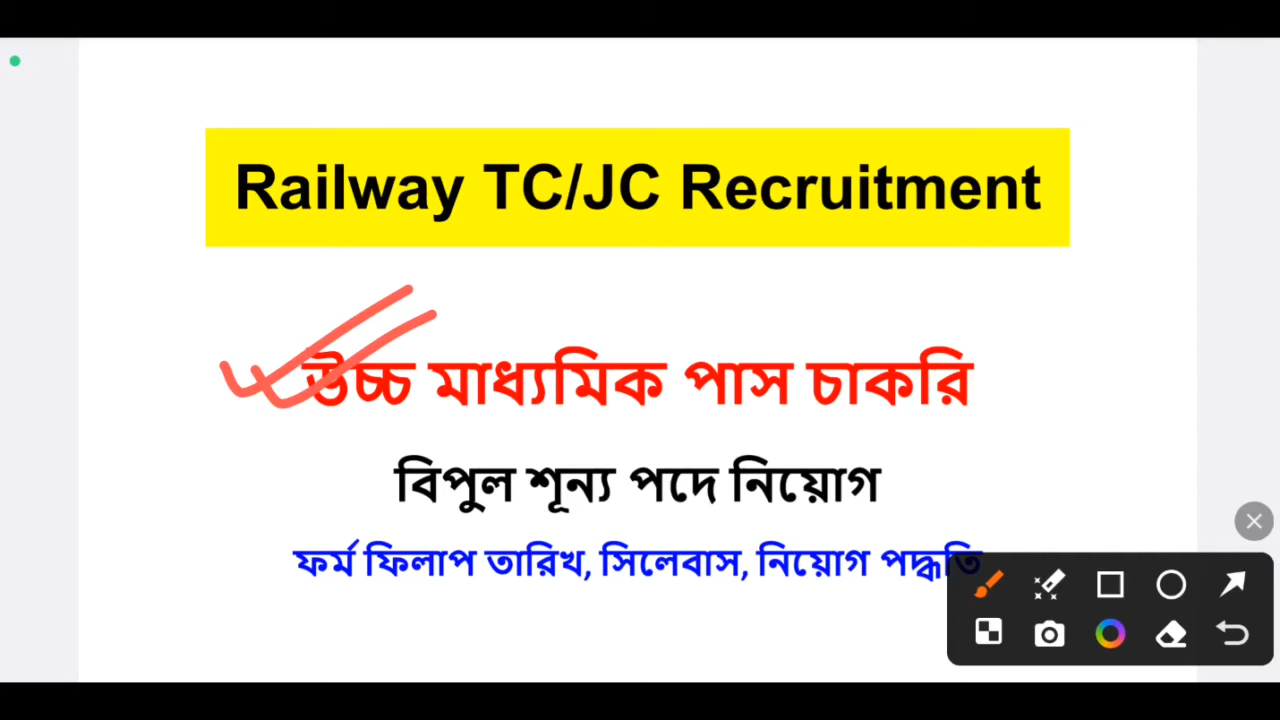 Railway TC/JC Recruitment
উচ্চ মাধ্যমিক পাস চাকরি
বিপুল শূন্য পদে নিয়োগ
ফর্ম ফিলাপ তারিখ, সিলেবাস, নিয়োগ পদ্ধতি